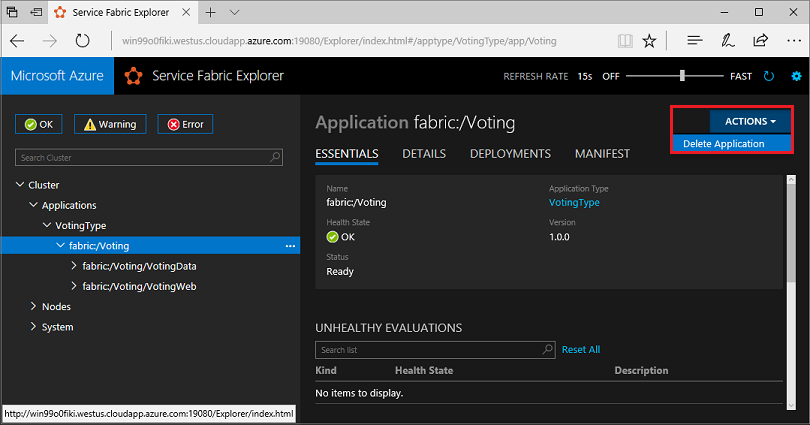 Service Fabric Explorer
win99o0fiki.westus.cloudapp.azure.com:19080/Explorer/index.html#/apptype/VotingType/app/Voting
Microsoft Azure Service Fabric Explorer REFRESH RATE 15s OFF FAST
OK Warning Error
Search Cluster
Cluster
Applications
VotingType
fabric:/Voting
fabric:/Voting/VotingData
fabric:/Voting/VotingWeb
Nodes
System
Application fabric:/Voting
ACTIONS
Delete Application
ESSENTIALS DETAILS DEPLOYMENTS MANIFEST
Name Application Type
fabric:/Voting VotingType
Health State Version
OK 1.0.0
Status
Ready
UNHEALTHY EVALUATIONS
Search list Reset All
Kind Health State Description
No items to display.
http://win99o0fiki.westus.cloudapp.azure.com:19080/Explorer/index.html